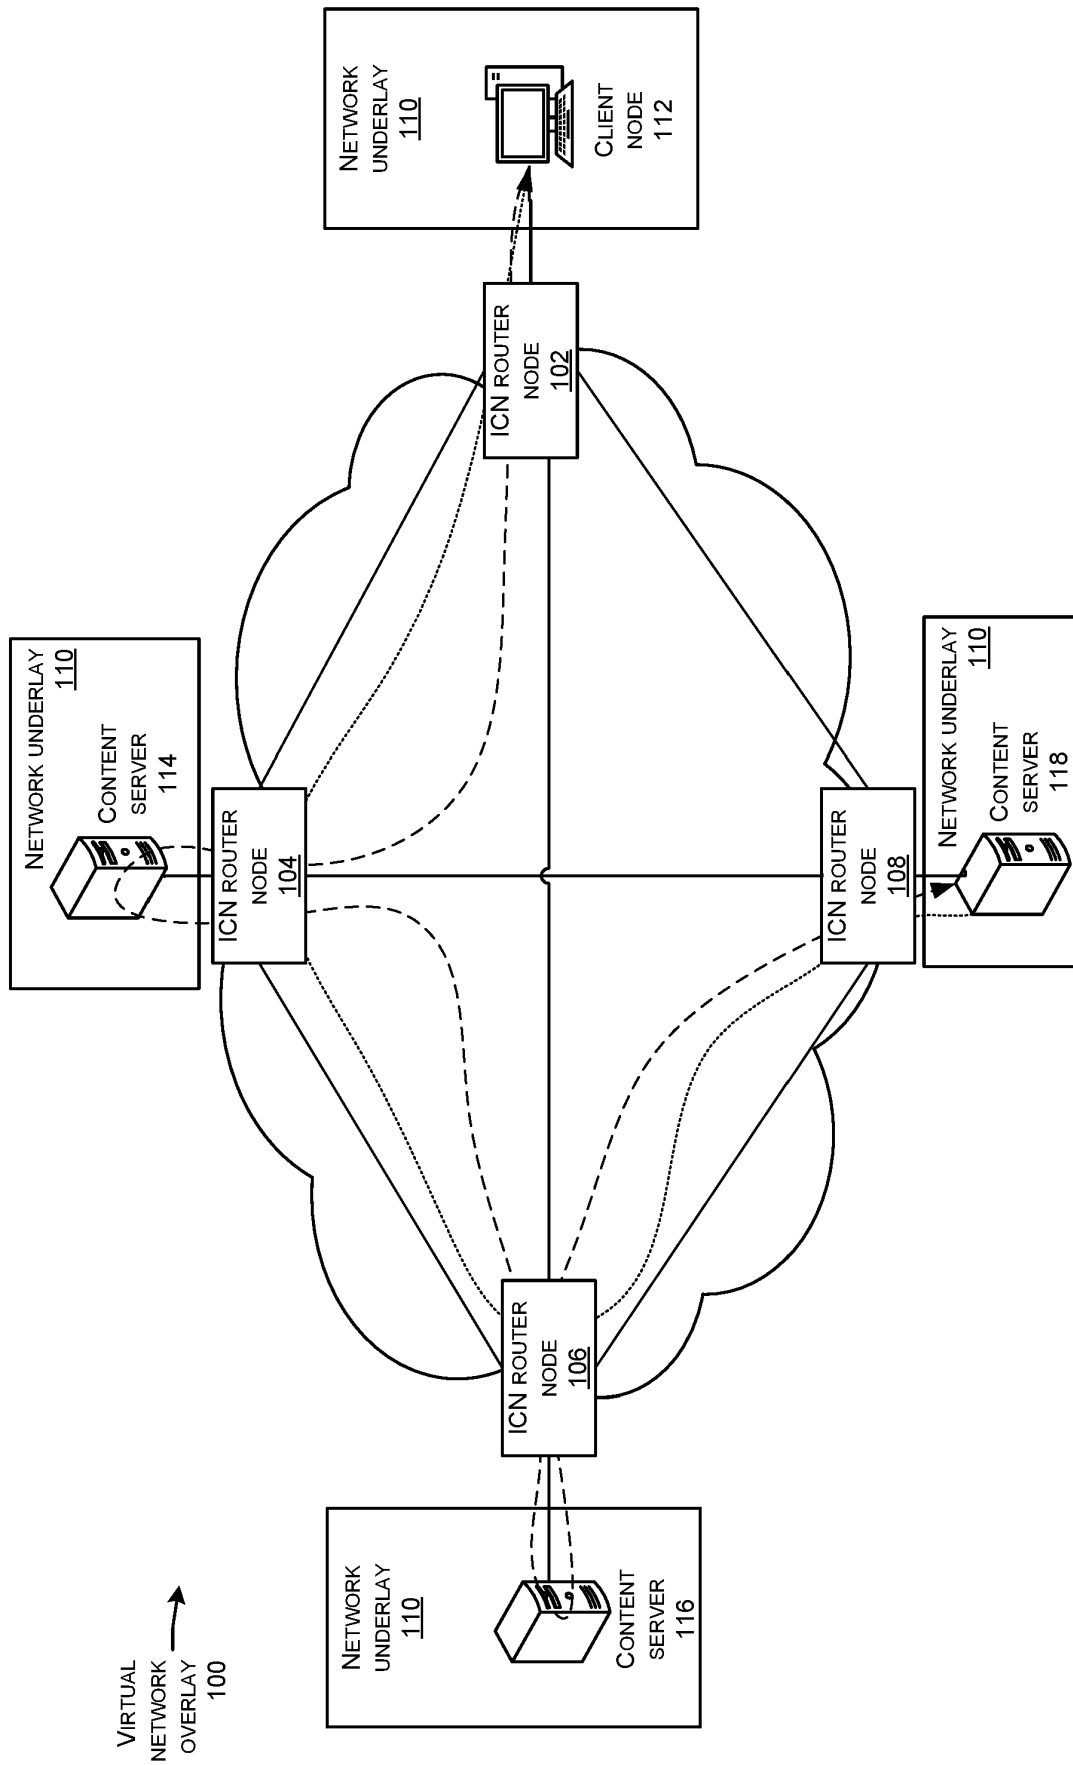 VIRTUAL
NETWORK
OVERLAY
100
NETWORK
UNDERLAY
110
CONTENT
SERVER
116
ICN ROUTER
NODE
106
NETWORK UNDERLAY
110
CONTENT
SERVER
114
ICN ROUTER
NODE
104
ICN ROUTER
NODE
108
NETWORK UNDERLAY
110
CONTENT
SERVER
118
ICN ROUTER
NODE
102
NETWORK
UNDERLAY
110
CLIENT
NODE
112